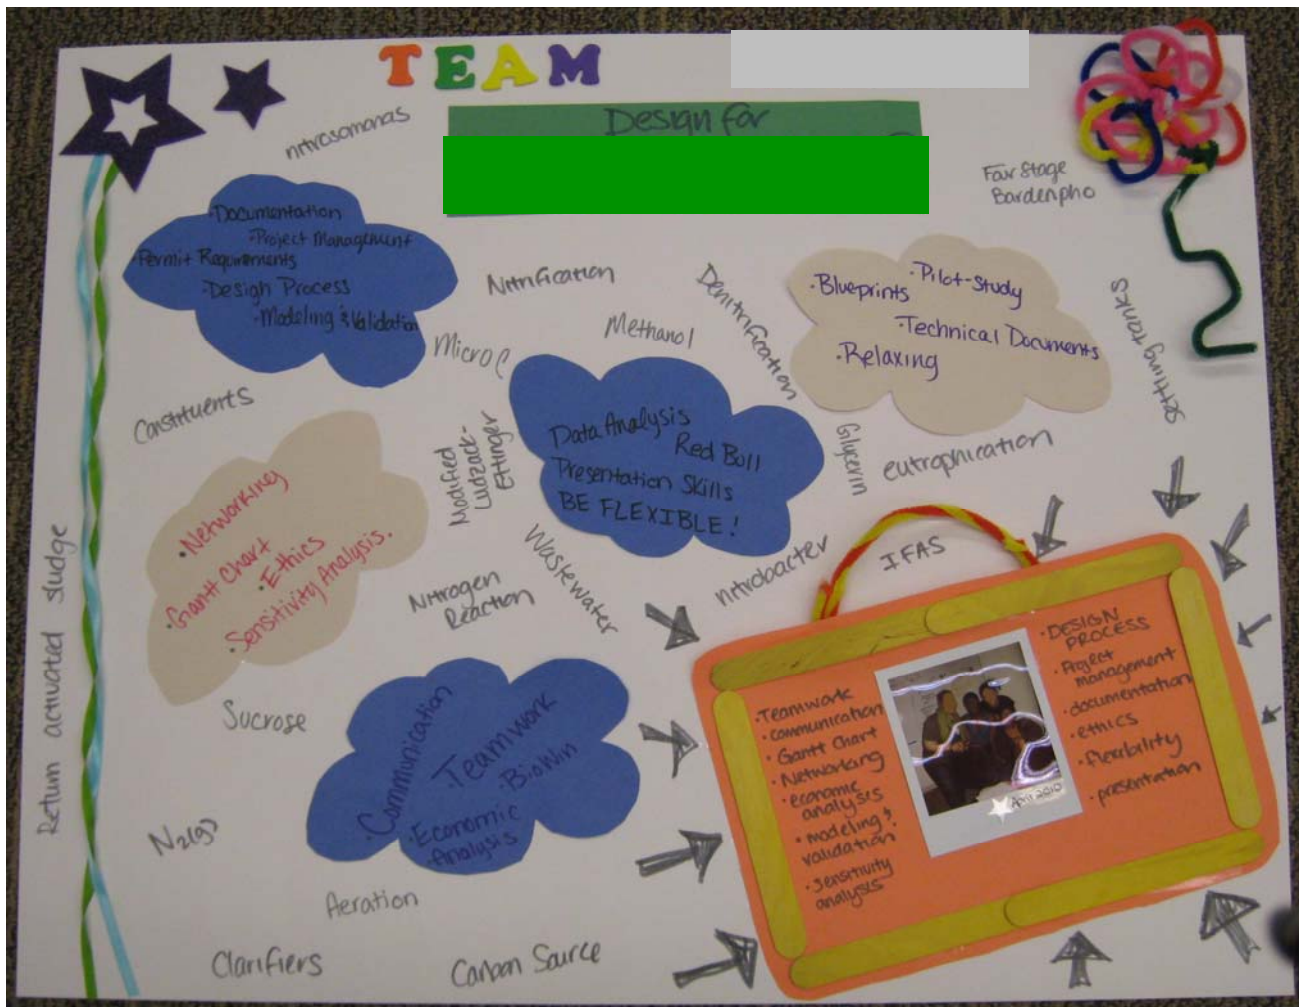 TEAM
Design for
nitrosomonas
Four Stage
Bardenpho
•Documentation
•Project Management
•Permit Requirements
•Design Process
•Modeling & Validation
Nitrification
Denitrification
•Blueprints
•Pilot-Study
•Technical Documents
•Relaxing
Settling tanks
MicroC
Methanol
Constituents
Data Analysis
Red Bull
Presentation Skills
BE FLEXIBLE!
Glycerin
eutrophication
Modified
Ludzack-
Ettinger
•Networking
•Gantt Chart
•Ethics
•Sensitivity Analysis.
Wastewater
Nitrogen
Reaction
nitrobacter
IFAS
Return activated sludge
Sucrose
•Communication
•Teamwork
•BioWin
•Economic
Analysis
N2(g)
Aeration
Clarifiers
Carbon Source
•Teamwork
•communication
•Gantt Chart
•Networking
•economic
analysis
•modeling &
validation
•sensitivity
analysis
April 2010
•DESIGN
PROCESS
•Project
management
•documentation
•ethics
•flexibility
•presentation